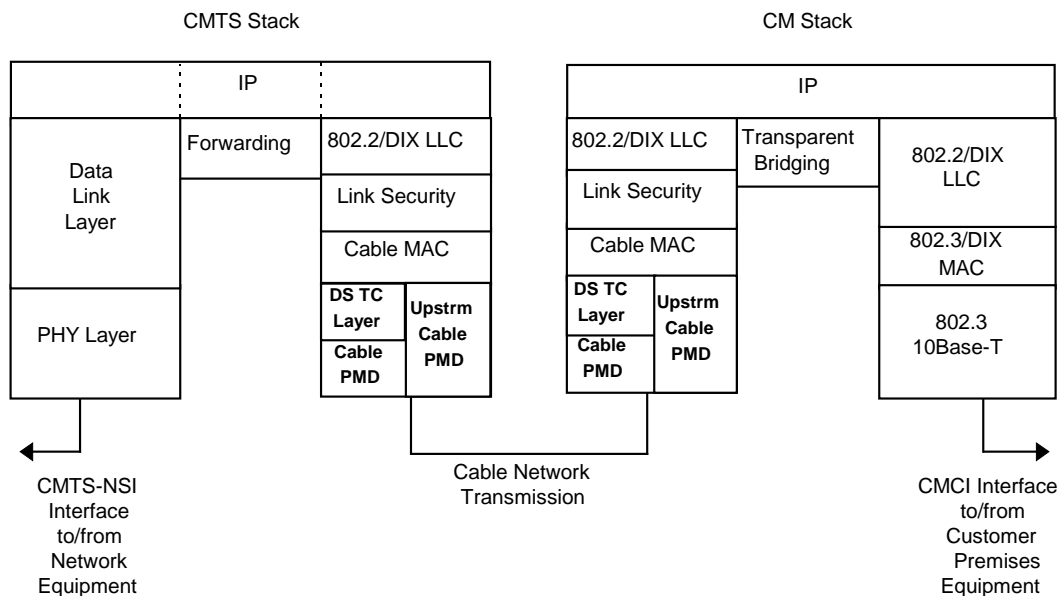 CMTS Stack
CM Stack
IP
IP
Data
Link
Layer
Forwarding
802.2/DIX LLC
Link Security
Cable MAC
DS TC
Layer
Cable
PMD
Upstrm
Cable
PMD
PHY Layer
802.2/DIX LLC
Link Security
Cable MAC
DS TC
Layer
Cable
PMD
Upstrm
Cable
PMD
Transparent
Bridging
802.2/DIX
LLC
802.3/DIX
MAC
802.3
10Base-T
CMTS-NSI
Interface
to/from
Network
Equipment
Cable Network
Transmission
CMCI Interface
to/from
Customer
Premises
Equipment